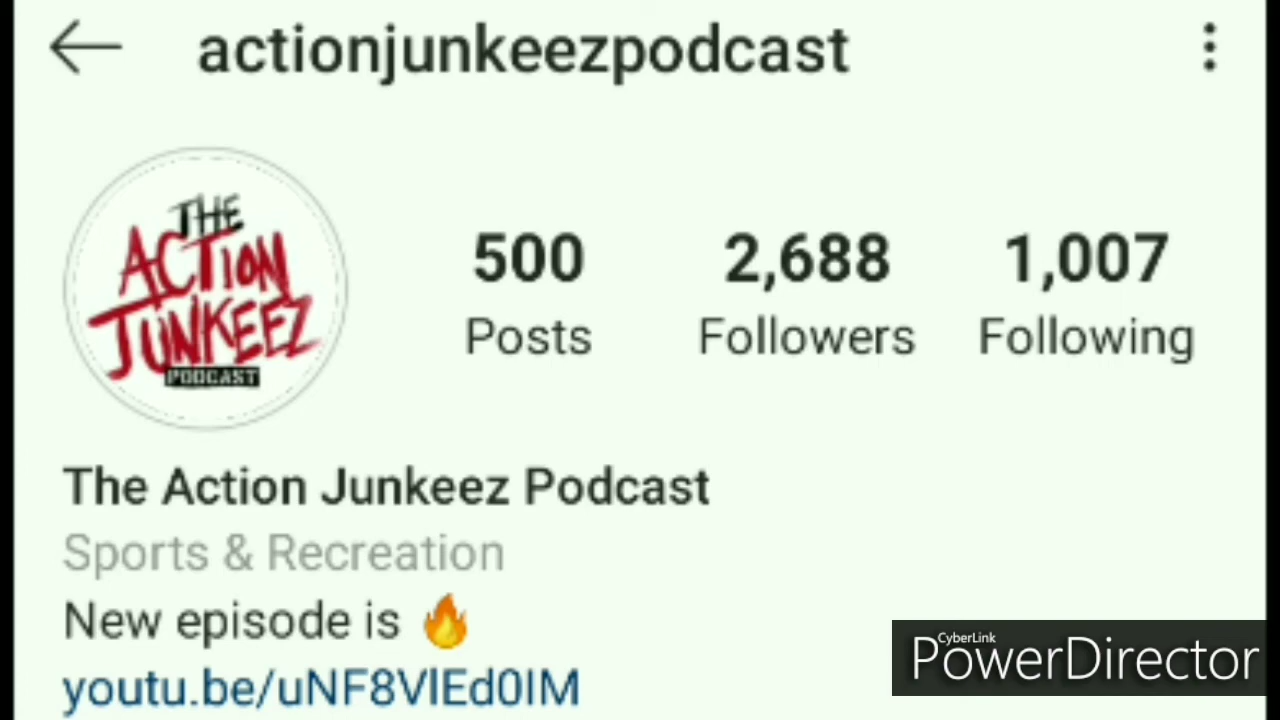 actionjunkeezpodcast
THE
ACTION
JUNKEEZ
PODCAST
500 2,688 1,007
Posts Followers Following
The Action Junkeez Podcast
Sports & Recreation
New episode is 🔥
youtu.be/uNF8VlEd0IM
CyberLink
PowerDirector